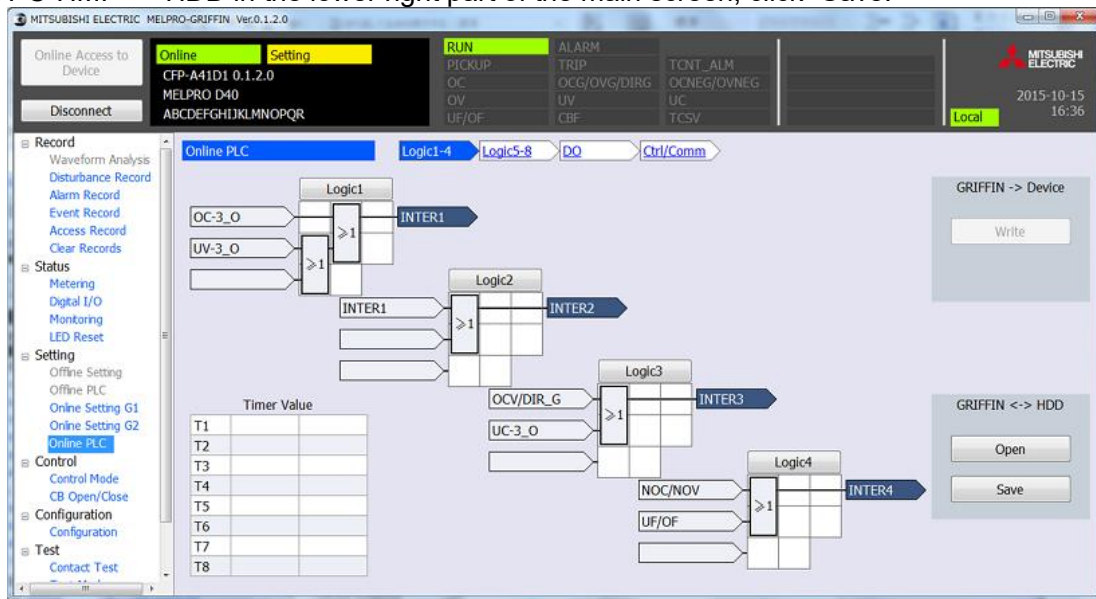 MITSUBISHI ELECTRIC MELPRO-GRIFFIN Ver.0.1.2.0
Online Access to
Device
Disconnect
Online Setting
CFP-A41D1 0.1.2.0
MELPRO D40
ABCDEFGHIJKLMNOPQR
RUN ALARM
PICKUP TRIP TCNT_ALM
OC OCG/OVG/DIRG OCNEG/OVNEG
OV UV UC
UF/OF CBF TCSV
MITSUBISHI
ELECTRIC
2015-10-15
Local 16:36
Record
Waveform Analysis
Disturbance Record
Alarm Record
Event Record
Access Record
Clear Records
Status
Metering
Digital I/O
Monitoring
LED Reset
Setting
Offline Setting
Offline PLC
Online Setting G1
Online Setting G2
Online PLC
Control
Control Mode
CB Open/Close
Configuration
Configuration
Test
Contact Test
Online PLC Logic1-4 Logic5-8 DO Ctrl/Comm
Logic1
OC-3_O
UV-3_O
≥1
≥1
INTER1
Logic2
INTER1
≥1
INTER2
Logic3
OCV/DIR_G
UC-3_O
≥1
INTER3
Logic4
NOC/NOV
UF/OF
≥1
INTER4
Timer Value
T1
T2
T3
T4
T5
T6
T7
T8
GRIFFIN -> Device
Write
GRIFFIN <-> HDD
Open
Save